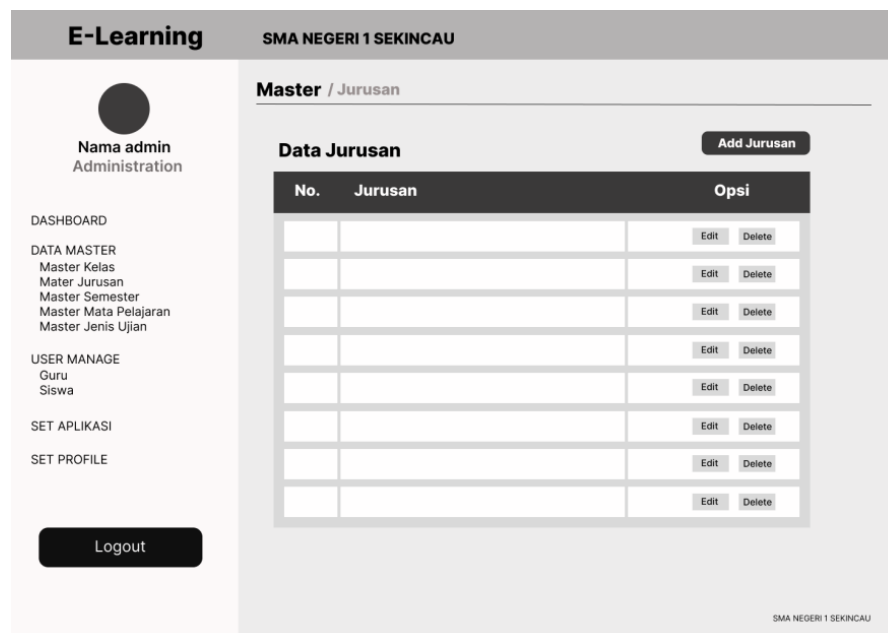 E-Learning
SMA NEGERI 1 SEKINCAU
Nama admin
Administration
DASHBOARD
DATA MASTER
Master Kelas
Mater Jurusan
Master Semester
Master Mata Pelajaran
Master Jenis Ujian
USER MANAGE
Guru
Siswa
SET APLIKASI
SET PROFILE
Logout
Master / Jurusan
Data Jurusan
Add Jurusan
No. Jurusan Opsi
Edit Delete
Edit Delete
Edit Delete
Edit Delete
Edit Delete
Edit Delete
Edit Delete
Edit Delete
SMA NEGERI 1 SEKINCAU